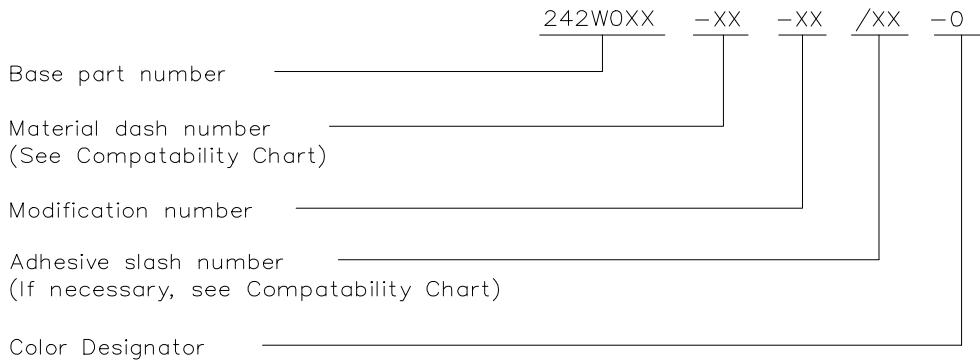 242W0XX -XX -XX /XX -0
Base part number
Material dash number
(See Compatability Chart)
Modification number
Adhesive slash number
(If necessary, see Compatability Chart)
Color Designator